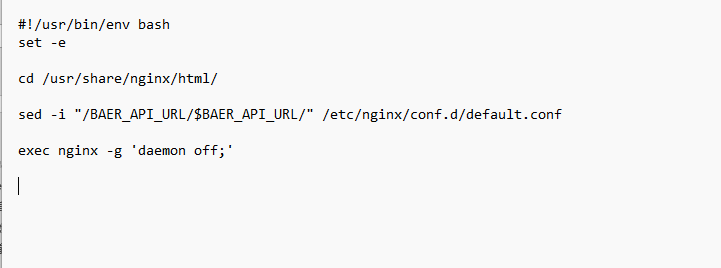 #!/usr/bin/env bash
set -e
cd /usr/share/nginx/html/
sed -i "/BAER_API_URL/$BAER_API_URL/" /etc/nginx/conf.d/default.conf
exec nginx -g 'daemon off;'